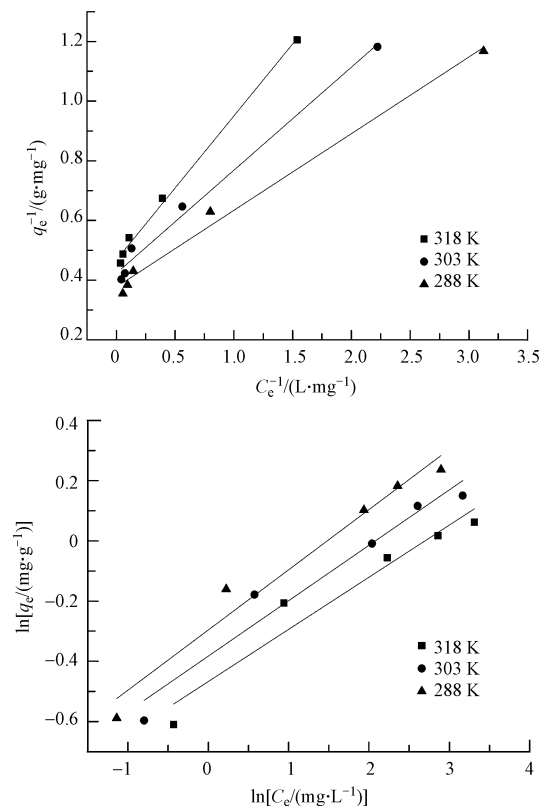 1.2
1.0
0.8
0.6
0.4
0.2
qₑ⁻¹/(g·mg⁻¹)
318 K
303 K
288 K
0 0.5 1.0 1.5 2.0 2.5 3.0 3.5
Cₑ⁻¹/(L·mg⁻¹)
0.4
0.2
0
−0.2
−0.4
−0.6
ln[qₑ/(mg·g⁻¹)]
318 K
303 K
288 K
−1 0 1 2 3 4
ln[Cₑ/(mg·L⁻¹)]